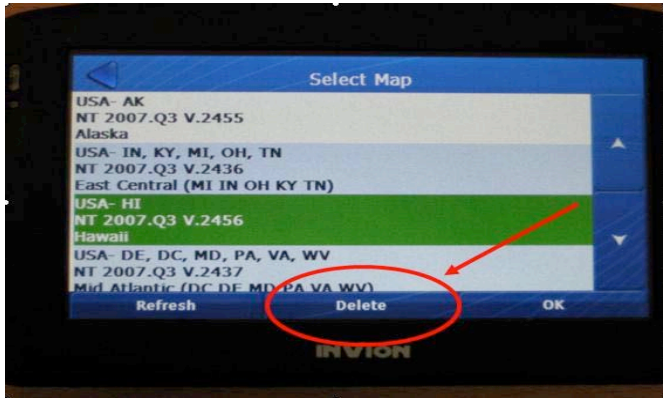 Select Map
USA- AK
NT 2007.Q3 V.2455
Alaska
USA- IN, KY, MI, OH, TN
NT 2007.Q3 V.2436
East Central (MI IN OH KY TN)
USA- HI
NT 2007.Q3 V.2456
Hawaii
USA- DE, DC, MD, PA, VA, WV
NT 2007.Q3 V.2437
Mid Atlantic (DC DE MD PA VA WV)
Refresh Delete OK
INVION